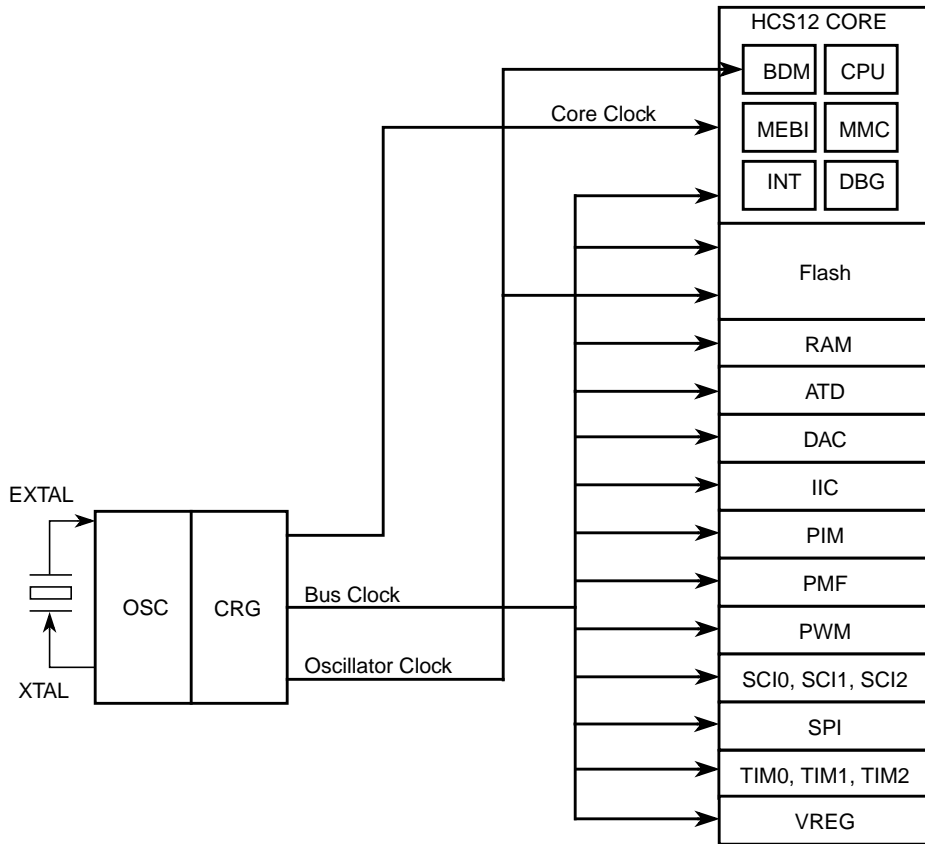 HCS12 CORE
BDM CPU
Core Clock
MEBI MMC
INT DBG
Flash
RAM
ATD
DAC
EXTAL
IIC
PIM
PMF
OSC CRG
Bus Clock
PWM
Oscillator Clock
XTAL
SCI0, SCI1, SCI2
SPI
TIM0, TIM1, TIM2
VREG